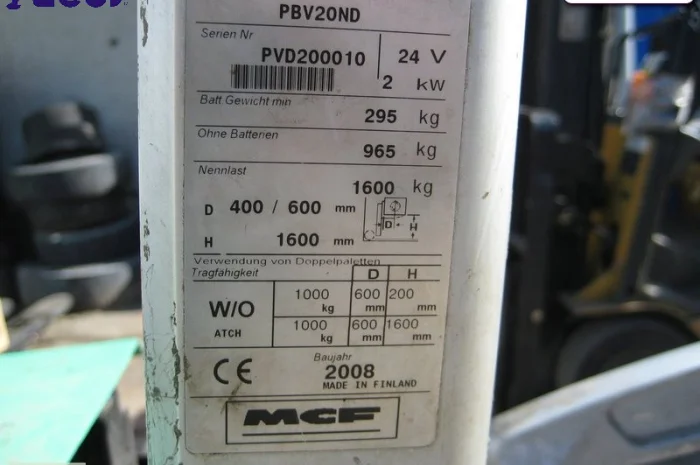 PBV20ND
Serien Nr
PVD200010 24 V
2 kW
Batt Gewicht min
295 kg
Ohne Batterien
965 kg
Nennlast
1600 kg
D 400 / 600 mm
D H
H 1600 mm
Verwendung von Doppelpaletten
Tragfähigkeit D H
W/O 1000 kg 600 mm 200 mm
ATCH 1000 kg 600 mm 1600 mm
CE Baujahr
2008
MADE IN FINLAND
MCF